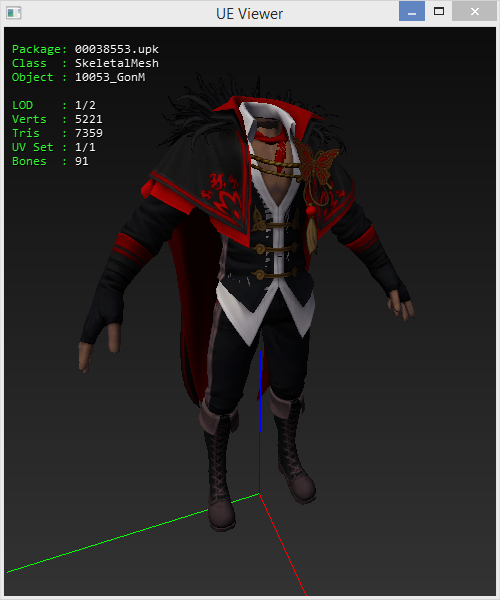 UE Viewer
Package: 00038553.upk
Class : SkeletalMesh
Object : 10053_GonM
LOD : 1/2
Verts : 5221
Tris : 7359
UV Set : 1/1
Bones : 91